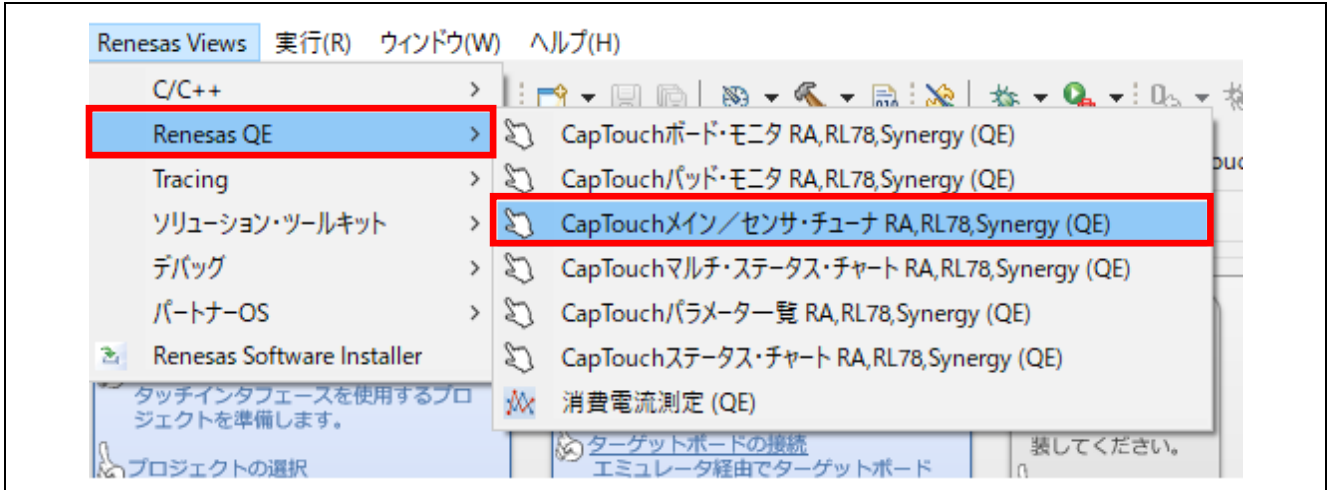 Renesas Views 実行(R) ウィンドウ(W) ヘルプ(H)
C/C++
Renesas QE
Tracing
ソリューション・ツールキット
デバッグ
パートナーOS
Renesas Software Installer
CapTouchボード・モニタ RA,RL78,Synergy (QE)
CapTouchパッド・モニタ RA,RL78,Synergy (QE)
CapTouchメイン／センサ・チューナ RA,RL78,Synergy (QE)
CapTouchマルチ・ステータス・チャート RA,RL78,Synergy (QE)
CapTouchパラメーター覧 RA,RL78,Synergy (QE)
CapTouchステータス・チャート RA,RL78,Synergy (QE)
消費電流測定 (QE)
タッチインタフェースを使用するプロ
ジェクトを準備します。
プロジェクトの選択
ターゲットボードの接続
エミュレータ経由でターゲットボード
装してください。